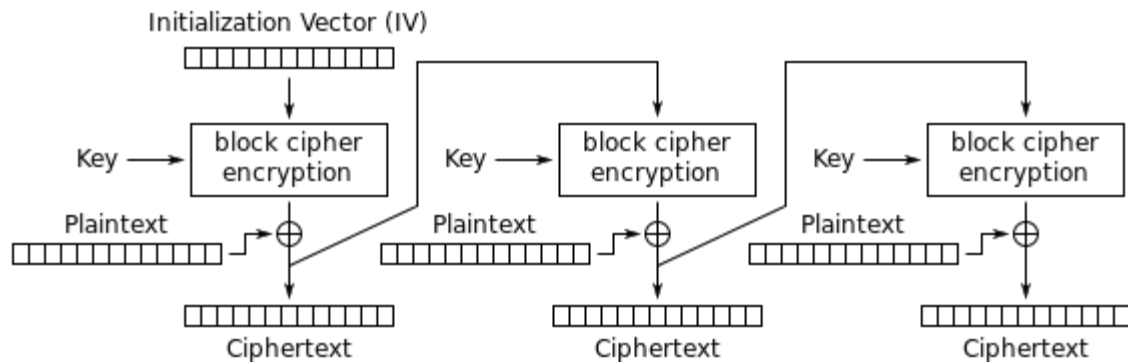 Initialization Vector (IV)
Key
block cipher
encryption
Key
block cipher
encryption
Key
block cipher
encryption
Plaintext
Plaintext
Plaintext
Ciphertext
Ciphertext
Ciphertext